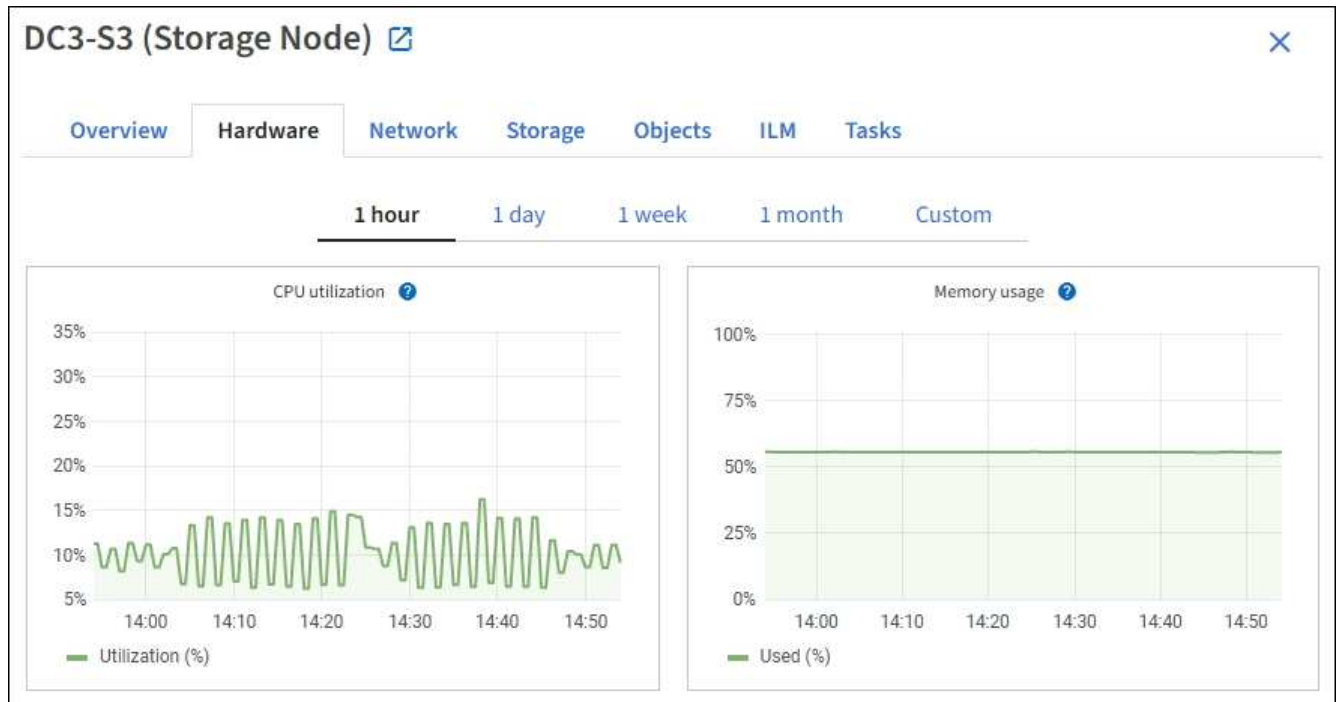 DC3-S3 (Storage Node)
Overview Hardware Network Storage Objects ILM Tasks
1 hour 1 day 1 week 1 month Custom
CPU utilization ?
35%
30%
25%
20%
15%
10%
5%
14:00 14:10 14:20 14:30 14:40 14:50
Utilization (%)
Memory usage ?
100%
75%
50%
25%
0%
14:00 14:10 14:20 14:30 14:40 14:50
Used (%)